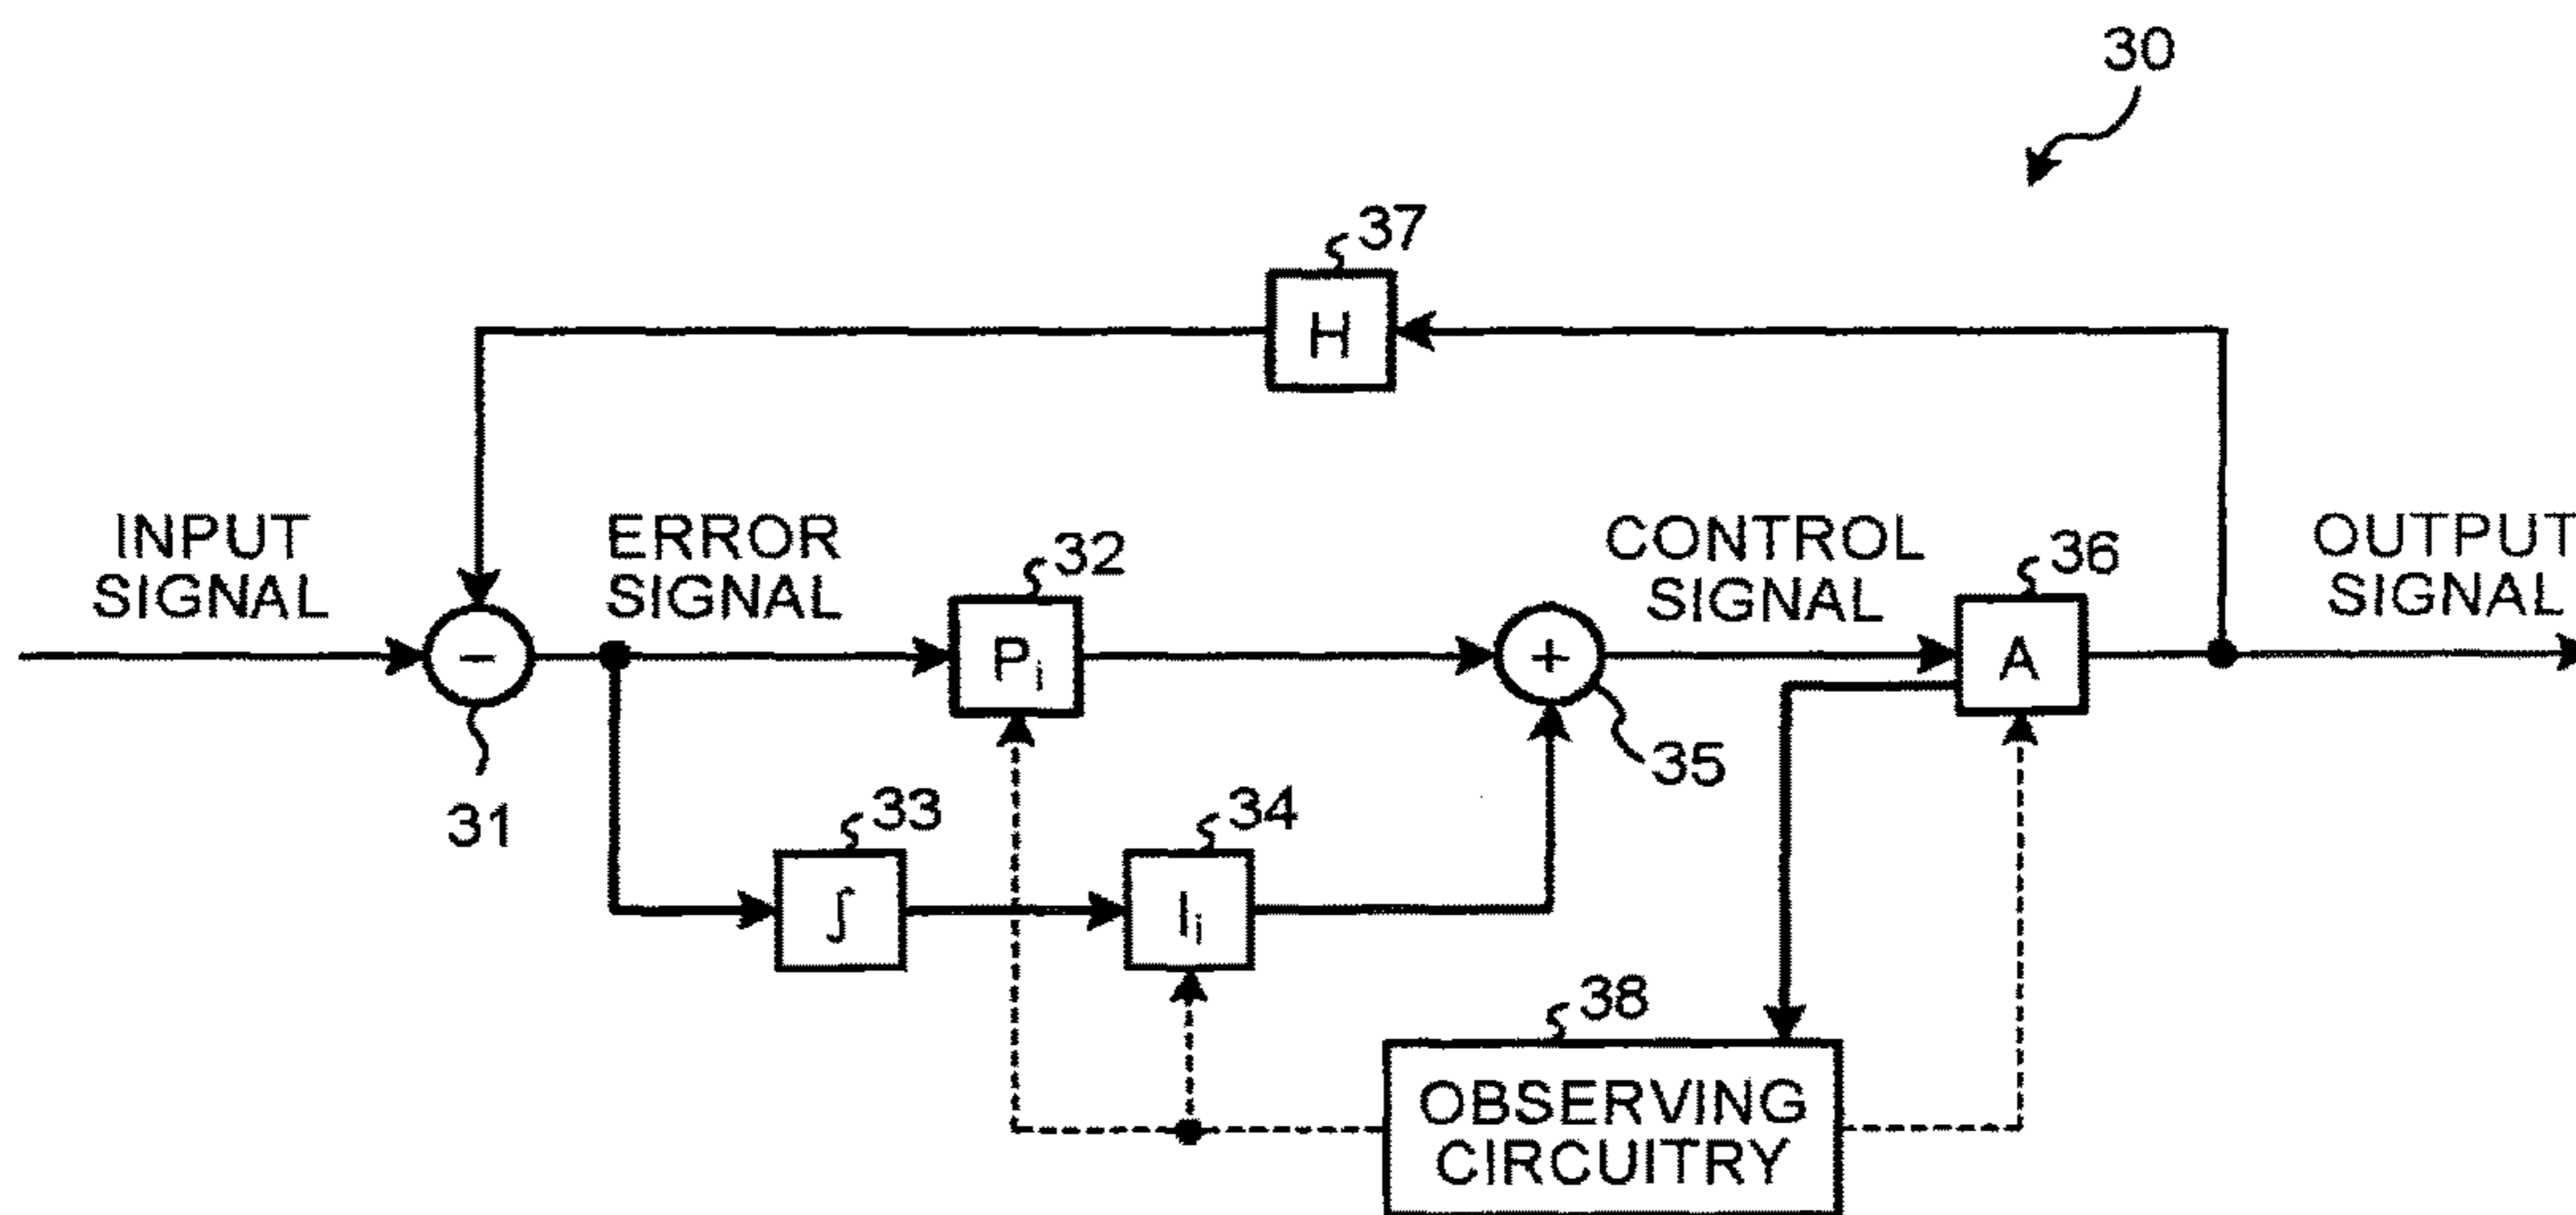 30
37
H
INPUT
SIGNAL
ERROR
SIGNAL
32
CONTROL
SIGNAL
36
OUTPUT
SIGNAL
−
Pᵢ
+
A
31
35
33
34
∫
Iᵢ
38
OBSERVING
CIRCUITRY